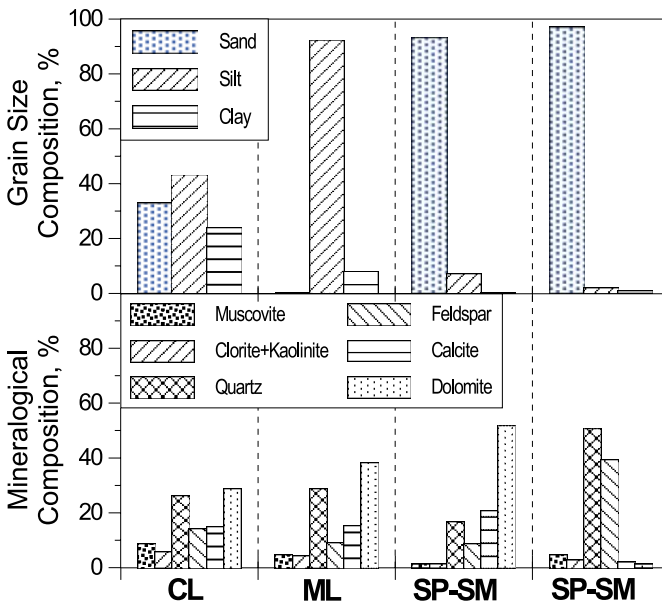 Grain Size
Composition, %
100
80
60
40
20
0
Sand
Silt
Clay
Mineralogical
Composition, %
80
60
40
20
0
Muscovite
Feldspar
Clorite+Kaolinite
Calcite
Quartz
Dolomite
CL
ML
SP-SM
SP-SM